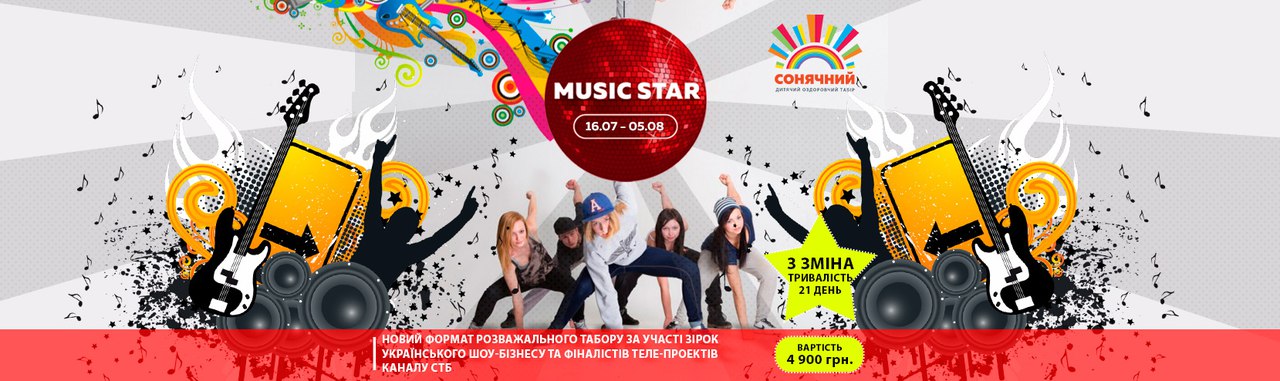 MUSIC STAR
16.07 – 05.08
СОНЯЧНИЙ
ДИТЯЧИЙ ОЗДОРОВЧИЙ ТАБІР
A
3 ЗМІНА
ТРИВАЛІСТЬ
21 ДЕНЬ
НОВИЙ ФОРМАТ РОЗВАЖАЛЬНОГО ТАБОРУ ЗА УЧАСТІ ЗІРОК
УКРАЇНСЬКОГО ШОУ-БІЗНЕСУ ТА ФІНАЛІСТІВ ТЕЛЕ-ПРОЕКТІВ
КАНАЛУ СТБ
ВАРТІСТЬ
4 900 грн.